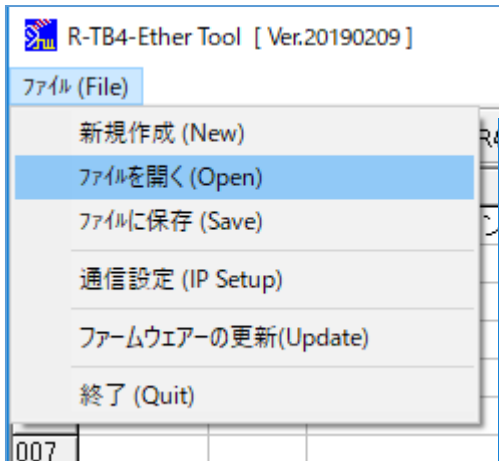 R-TB4-Ether Tool [ Ver.20190209 ]
ﾌｧｲﾙ (File)
新規作成 (New)
ﾌｧｲﾙを開く(Open)
ﾌｧｲﾙに保存 (Save)
通信設定 (IP Setup)
ファームウェアーの更新(Update)
終了 (Quit)
007